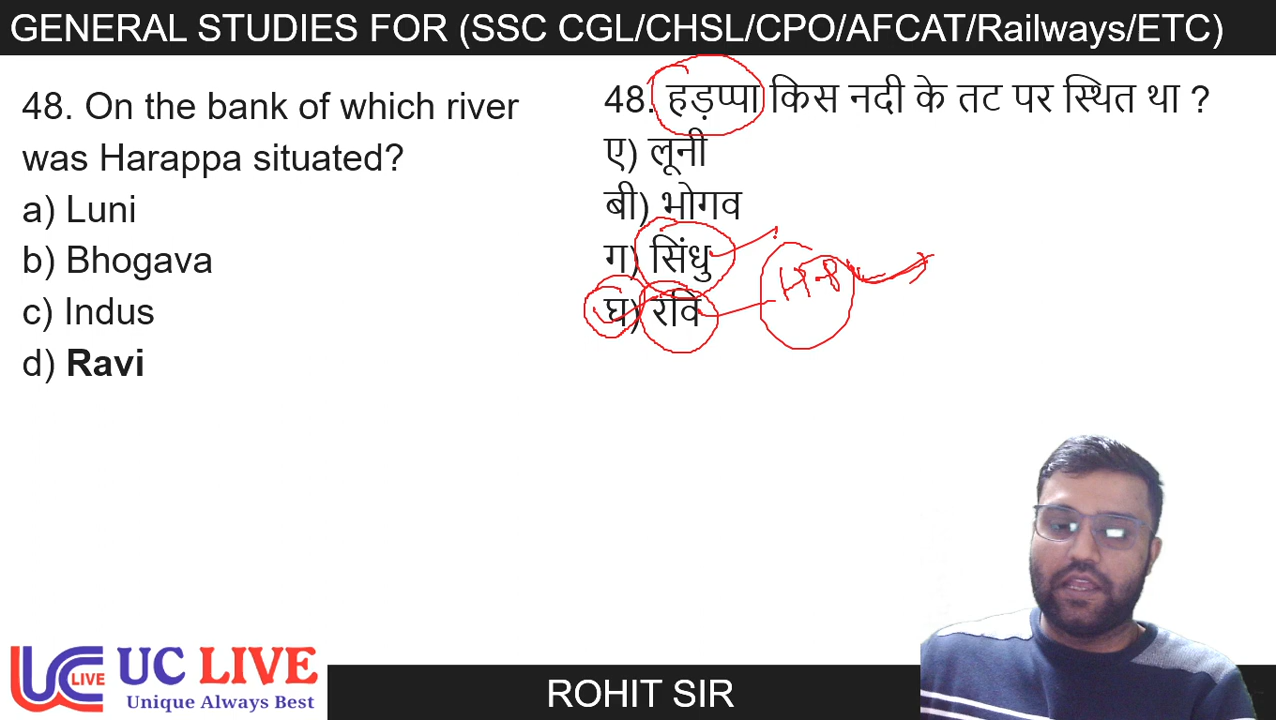 GENERAL STUDIES FOR (SSC CGL/CHSL/CPO/AFCAT/Railways/ETC)
48. On the bank of which river
was Harappa situated?
a) Luni
b) Bhogava
c) Indus
d) Ravi
48. हड़प्पा किस नदी के तट पर स्थित था ?
ए) लूनी
बी) भोगव
ग) सिंधु
घ) रवि
LIVE
UC LIVE
Unique Always Best
ROHIT SIR